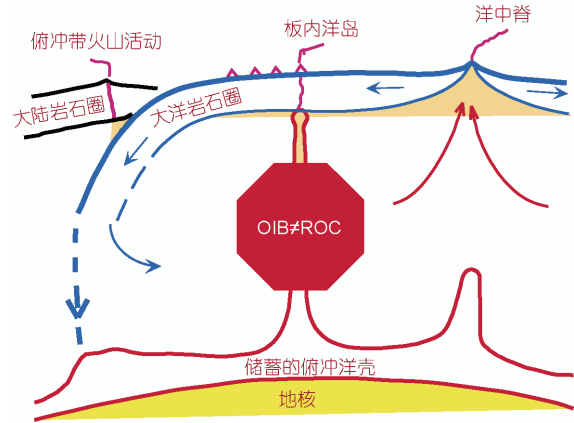 洋中脊
板内洋岛
俯冲带火山活动
大陆岩石圈
大洋岩石圈
OIB≠ROC
储蓄的俯冲洋壳
地核